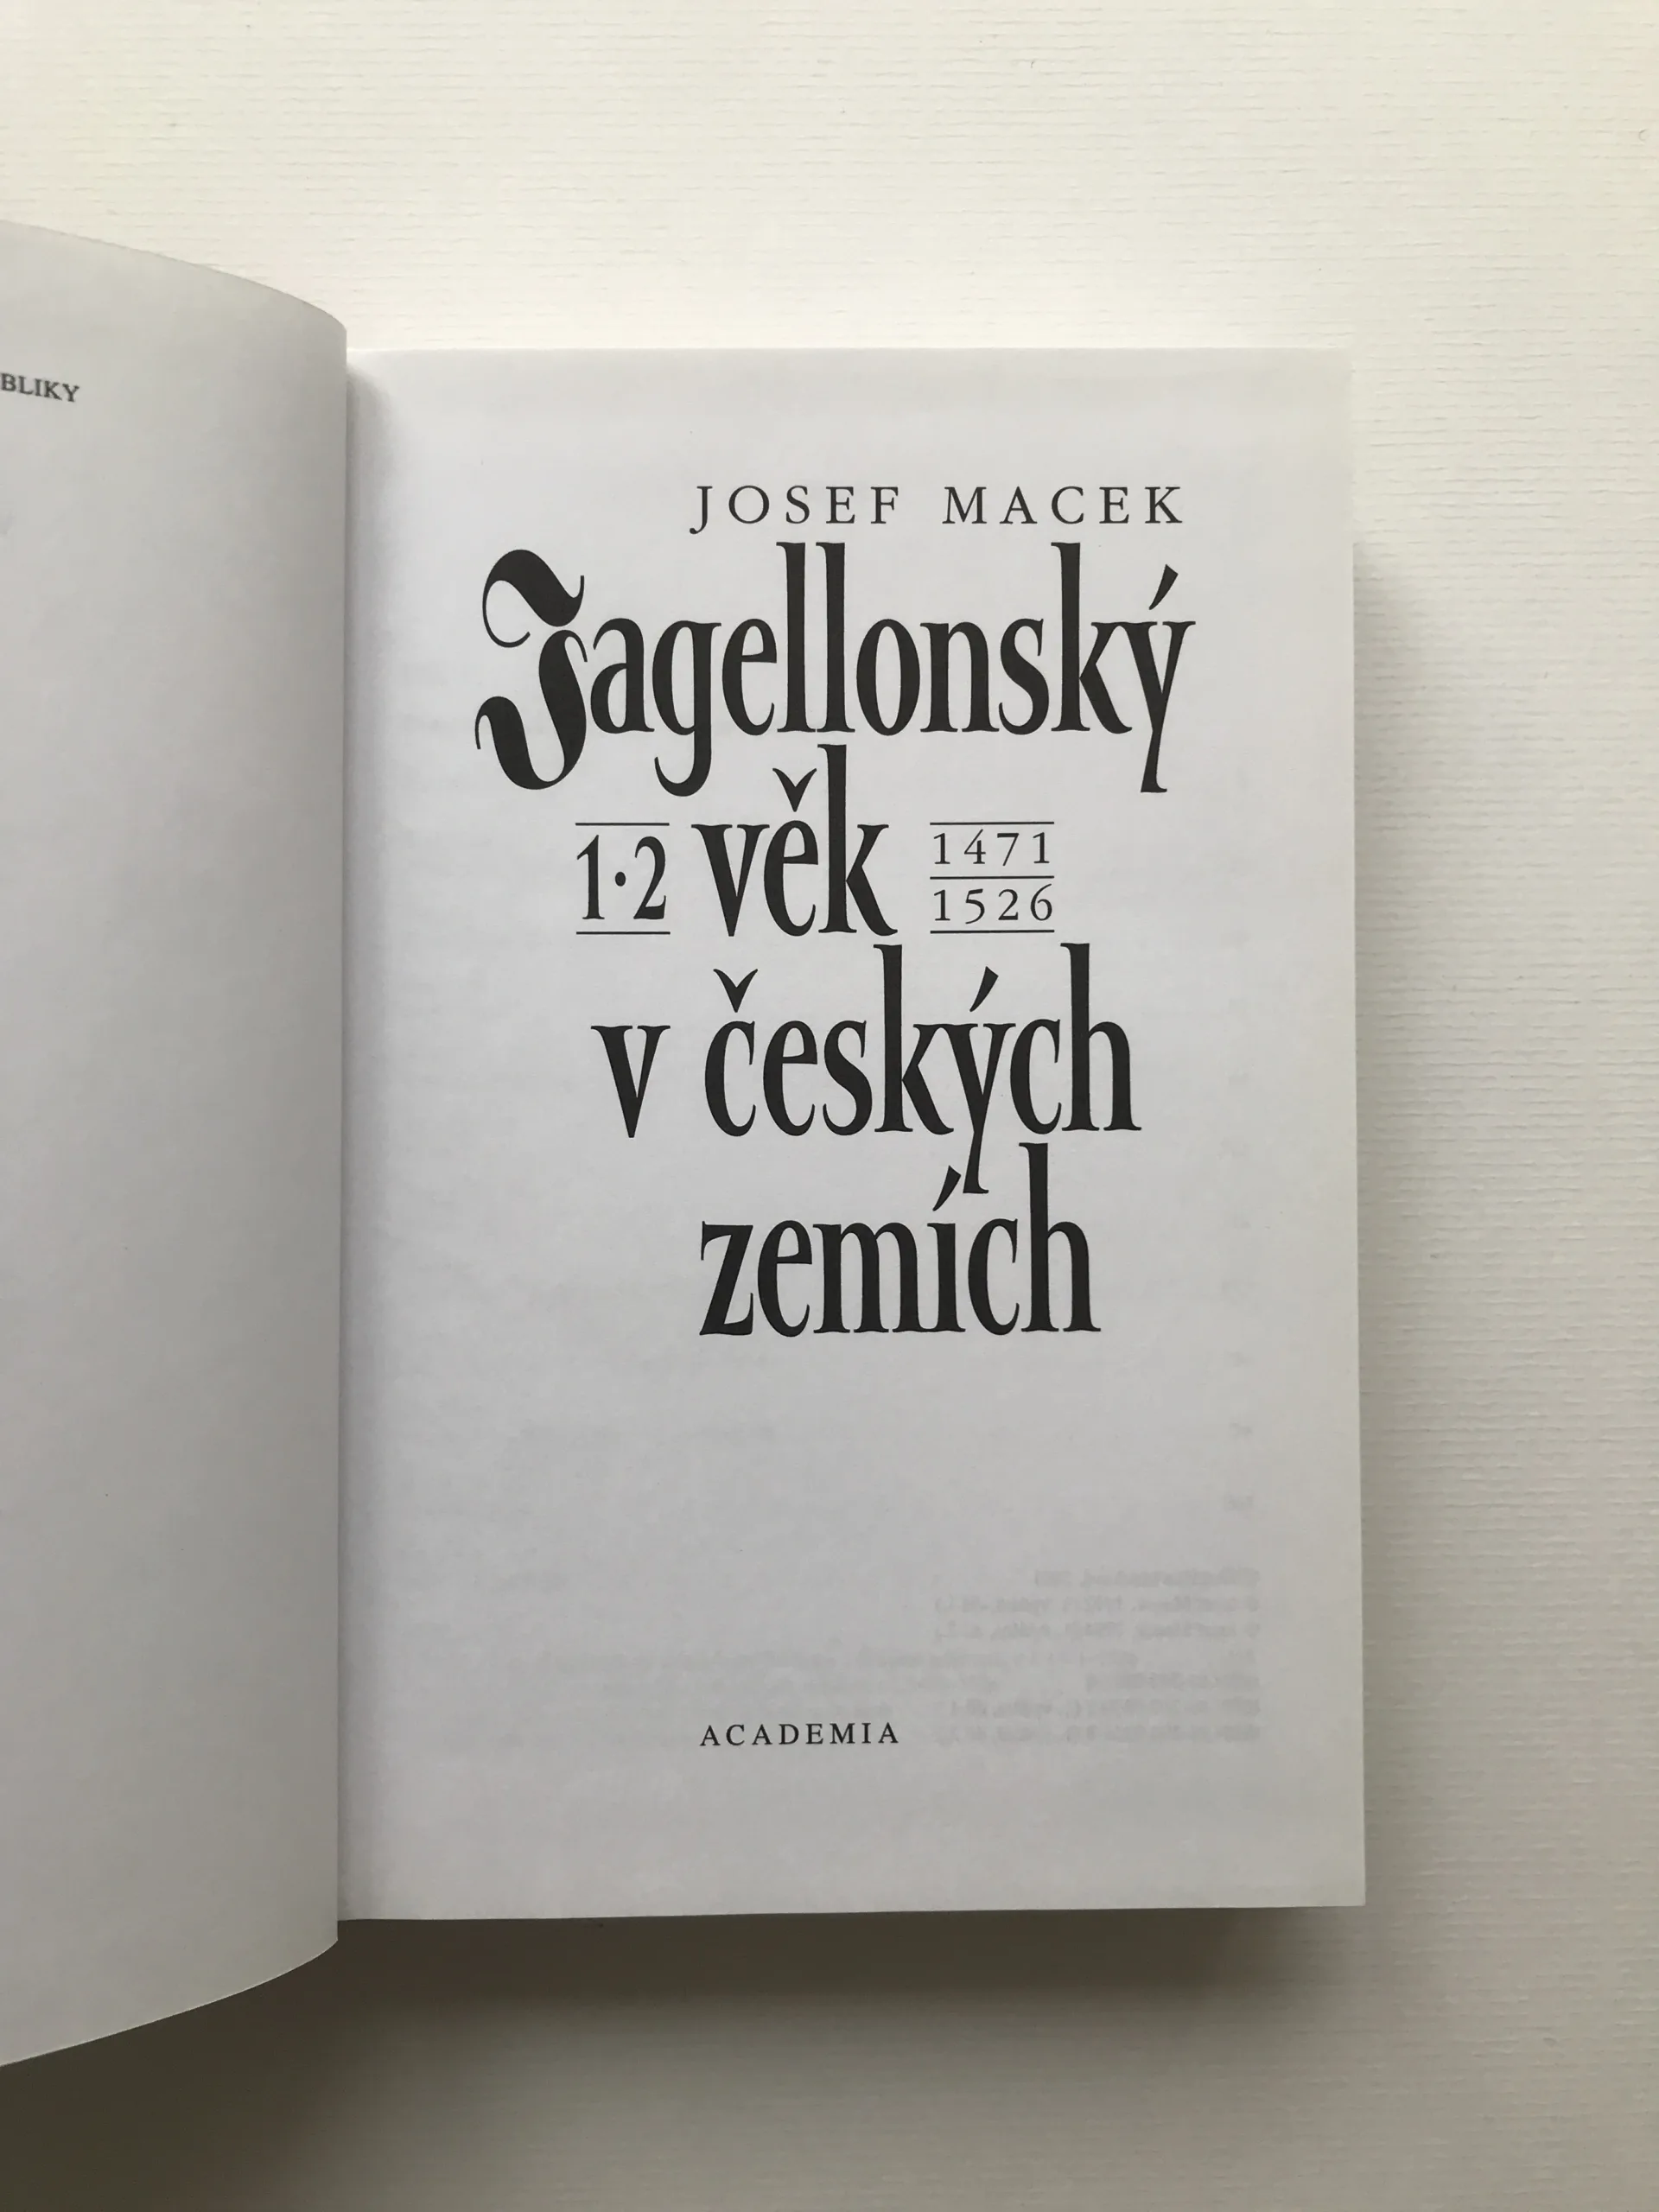 BLIKY
JOSEF MACEK
Jagellonský
1·2 věk 1471
1526
v českých
zemích
ACADEMIA